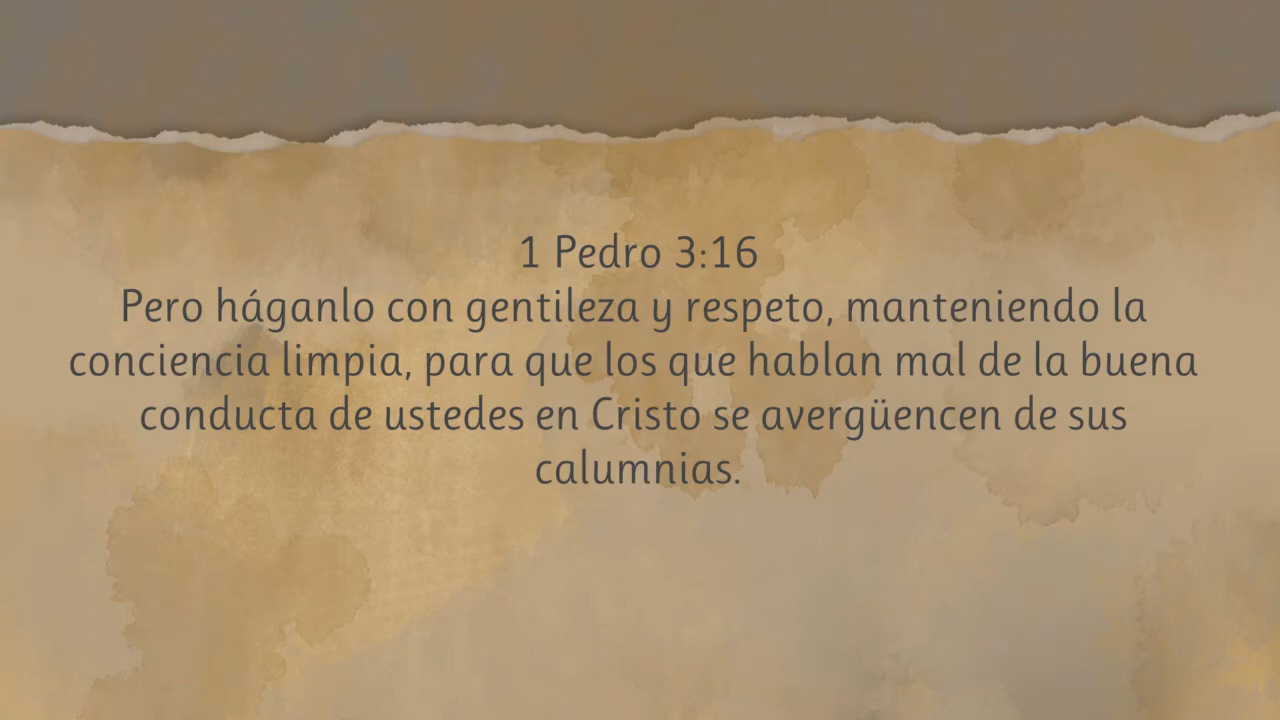 1 Pedro 3:16
Pero háganlo con gentileza y respeto, manteniendo la
conciencia limpia, para que los que hablan mal de la buena
conducta de ustedes en Cristo se avergüencen de sus
calumnias.